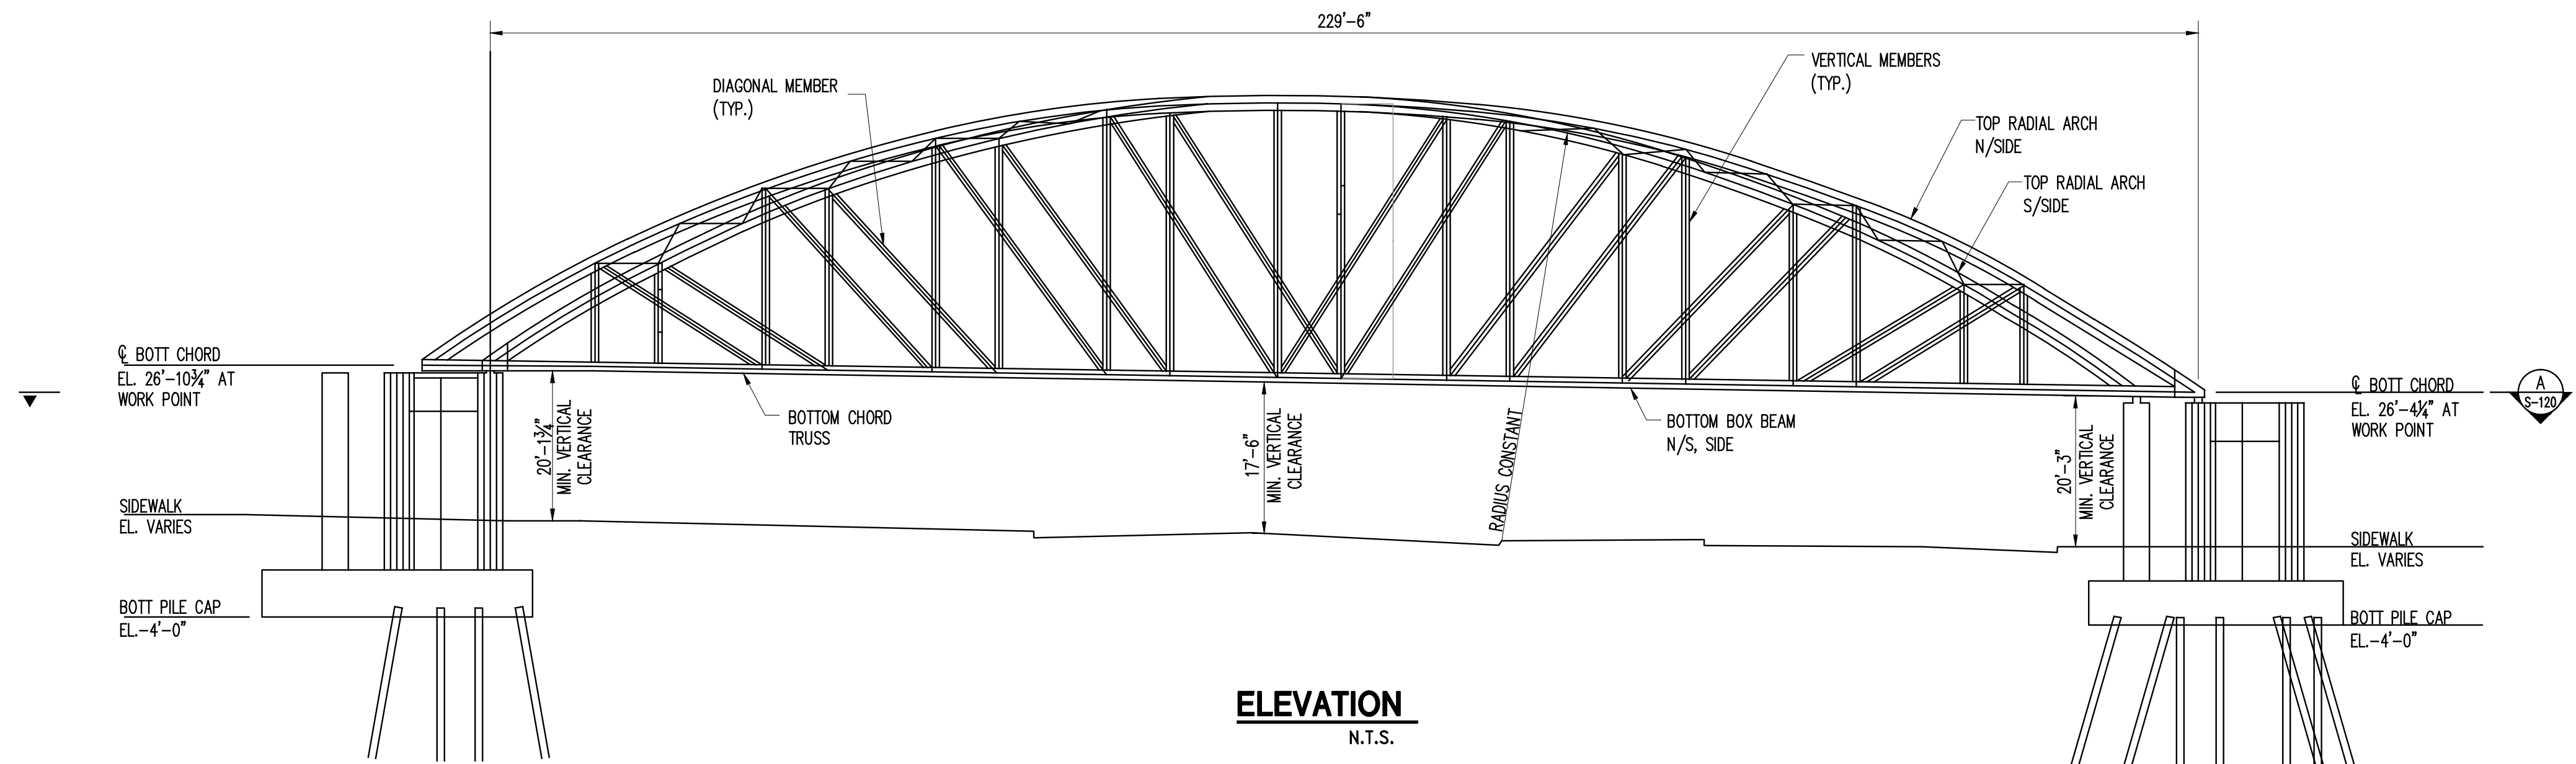 229'-6"
DIAGONAL MEMBER
(TYP.)
VERTICAL MEMBERS
(TYP.)
TOP RADIAL ARCH
N/SIDE
TOP RADIAL ARCH
S/SIDE
℄ BOTT CHORD
EL. 26'-10¾" AT
WORK POINT
BOTTOM CHORD
TRUSS
20'-1¾"
MIN. VERTICAL
CLEARANCE
17'-6"
MIN. VERTICAL
CLEARANCE
RADIUS CONSTANT
BOTTOM BOX BEAM
N/S, SIDE
20'-3"
MIN. VERTICAL
CLEARANCE
℄ BOTT CHORD
EL. 26'-4¼" AT
WORK POINT
A
S-120
SIDEWALK
EL. VARIES
SIDEWALK
EL. VARIES
BOTT PILE CAP
EL.-4'-0"
BOTT PILE CAP
EL.-4'-0"
ELEVATION
N.T.S.